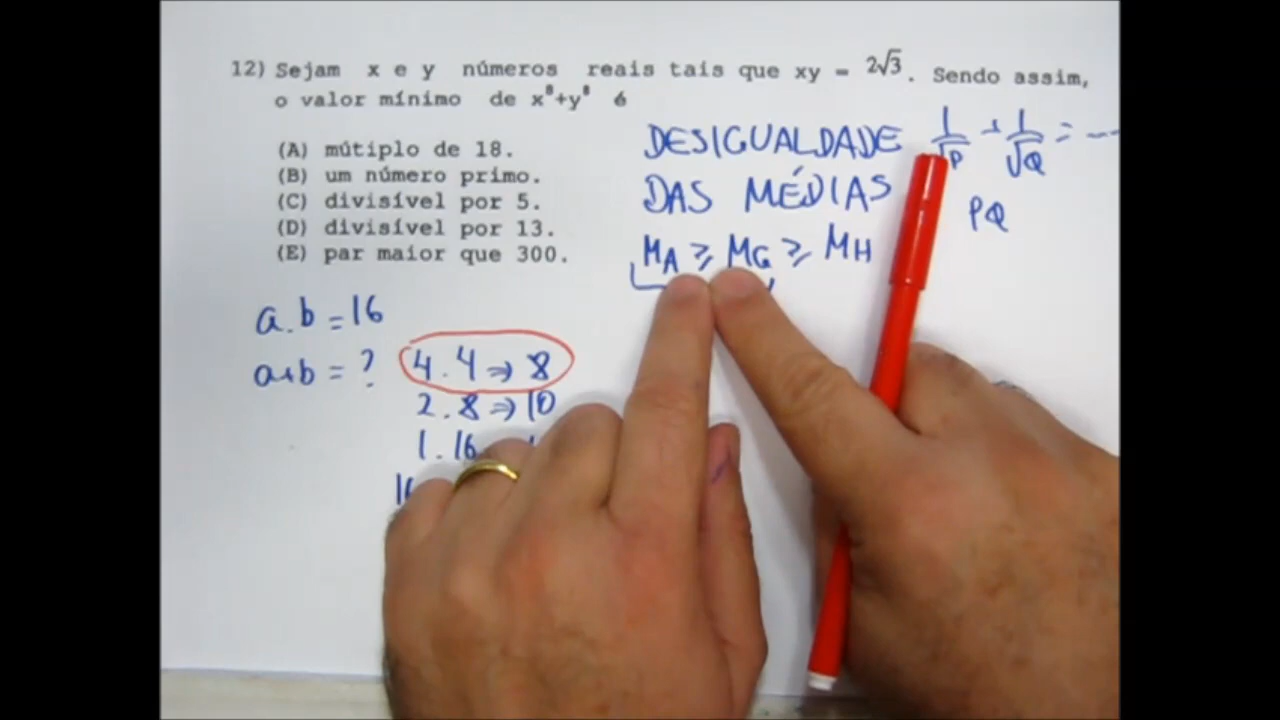 12) Sejam x e y números reais tais que xy = 2√3. Sendo assim,
o valor mínimo de x⁸+y⁸ é
(A) mútiplo de 18.
(B) um número primo.
(C) divisível por 5.
(D) divisível por 13.
(E) par maior que 300.
DESIGUALDADE
DAS MÉDIAS
MA ≥ MG ≥ MH
1/√P + 1/√Q = ---
PQ
a.b = 16
a+b = ?
4.4 ⇒ 8
2.8 ⇒ 10
1.16